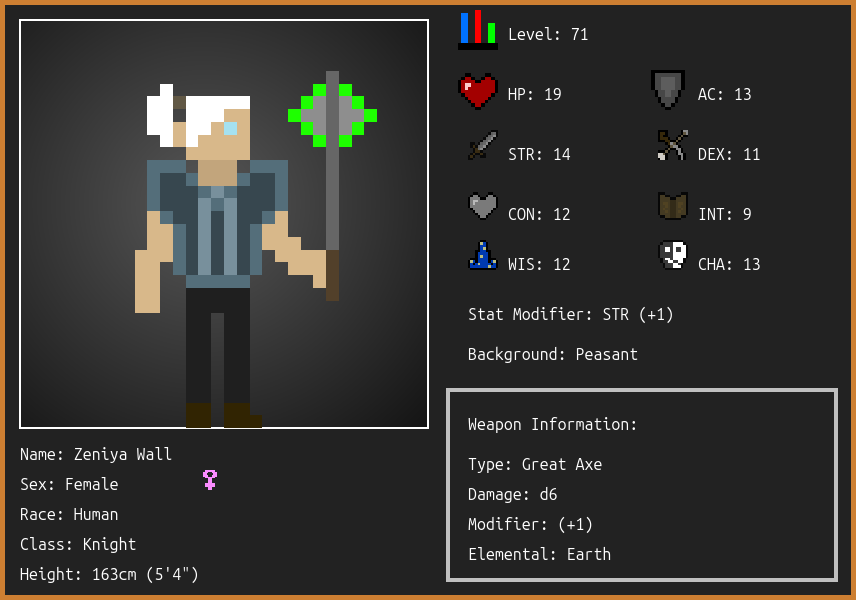 Level: 71
HP: 19
AC: 13
STR: 14
DEX: 11
CON: 12
INT: 9
WIS: 12
CHA: 13
Stat Modifier: STR (+1)
Background: Peasant
Weapon Information:
Type: Great Axe
Damage: d6
Modifier: (+1)
Elemental: Earth
Name: Zeniya Wall
Sex: Female
Race: Human
Class: Knight
Height: 163cm (5'4")